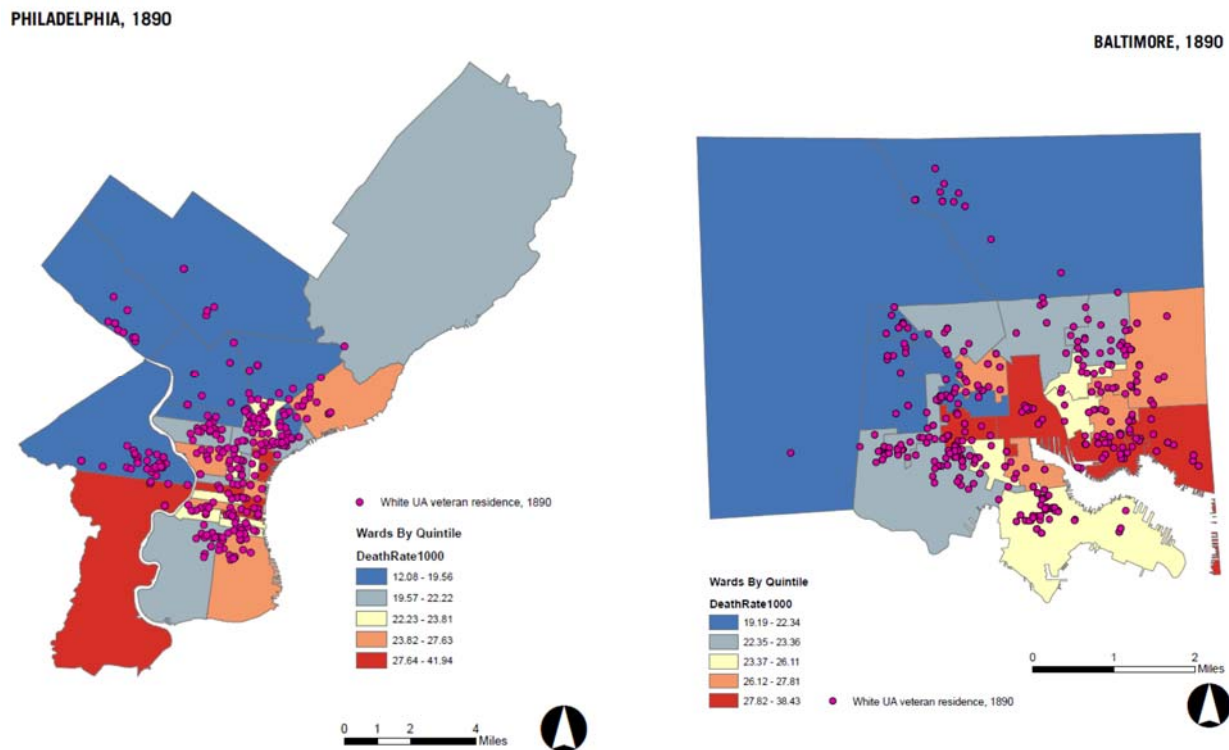 PHILADELPHIA, 1890
White UA veteran residence, 1890
Wards By Quintile
DeathRate1000
12.08 - 19.56
19.57 - 22.22
22.23 - 23.81
23.82 - 27.63
27.64 - 41.94
0 1 2 4
Miles
BALTIMORE, 1890
Wards By Quintile
DeathRate1000
19.19 - 22.34
22.35 - 23.36
23.37 - 26.11
26.12 - 27.81
27.82 - 38.43
White UA veteran residence, 1890
0 1 2
Miles